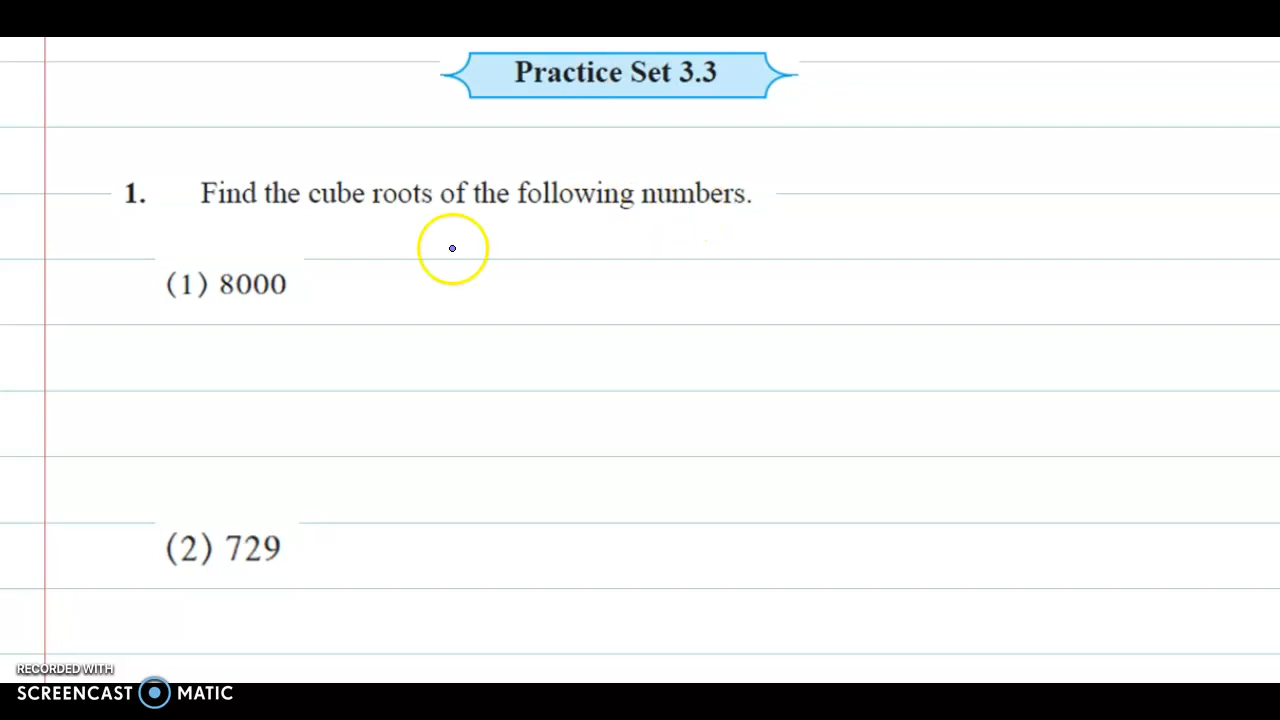 Practice Set 3.3
1. Find the cube roots of the following numbers.
(1) 8000
(2) 729
RECORDED WITH
SCREENCAST MATIC